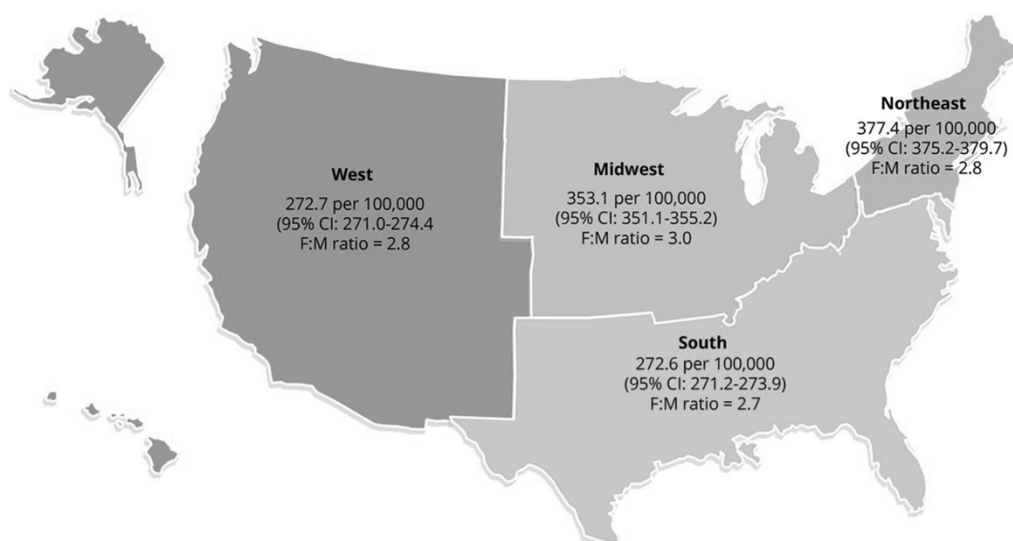 Northeast
377.4 per 100,000
(95% CI: 375.2-379.7)
F:M ratio = 2.8
West
272.7 per 100,000
(95% CI: 271.0-274.4
F:M ratio = 2.8
Midwest
353.1 per 100,000
(95% CI: 351.1-355.2)
F:M ratio = 3.0
South
272.6 per 100,000
(95% CI: 271.2-273.9)
F:M ratio = 2.7